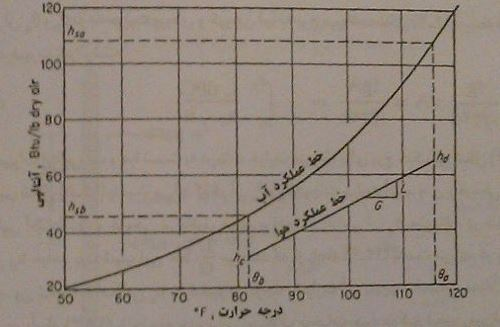 120
h_sa
100
80
60
h_sb
40
20
آنتالپی, Btu/lb dry air
خط عملکرد آب
خط عملکرد هوا
h_d
L
G
h_c
θ_b
θ_a
50 60 70 80 90 100 110 120
درجه حرارت , °F